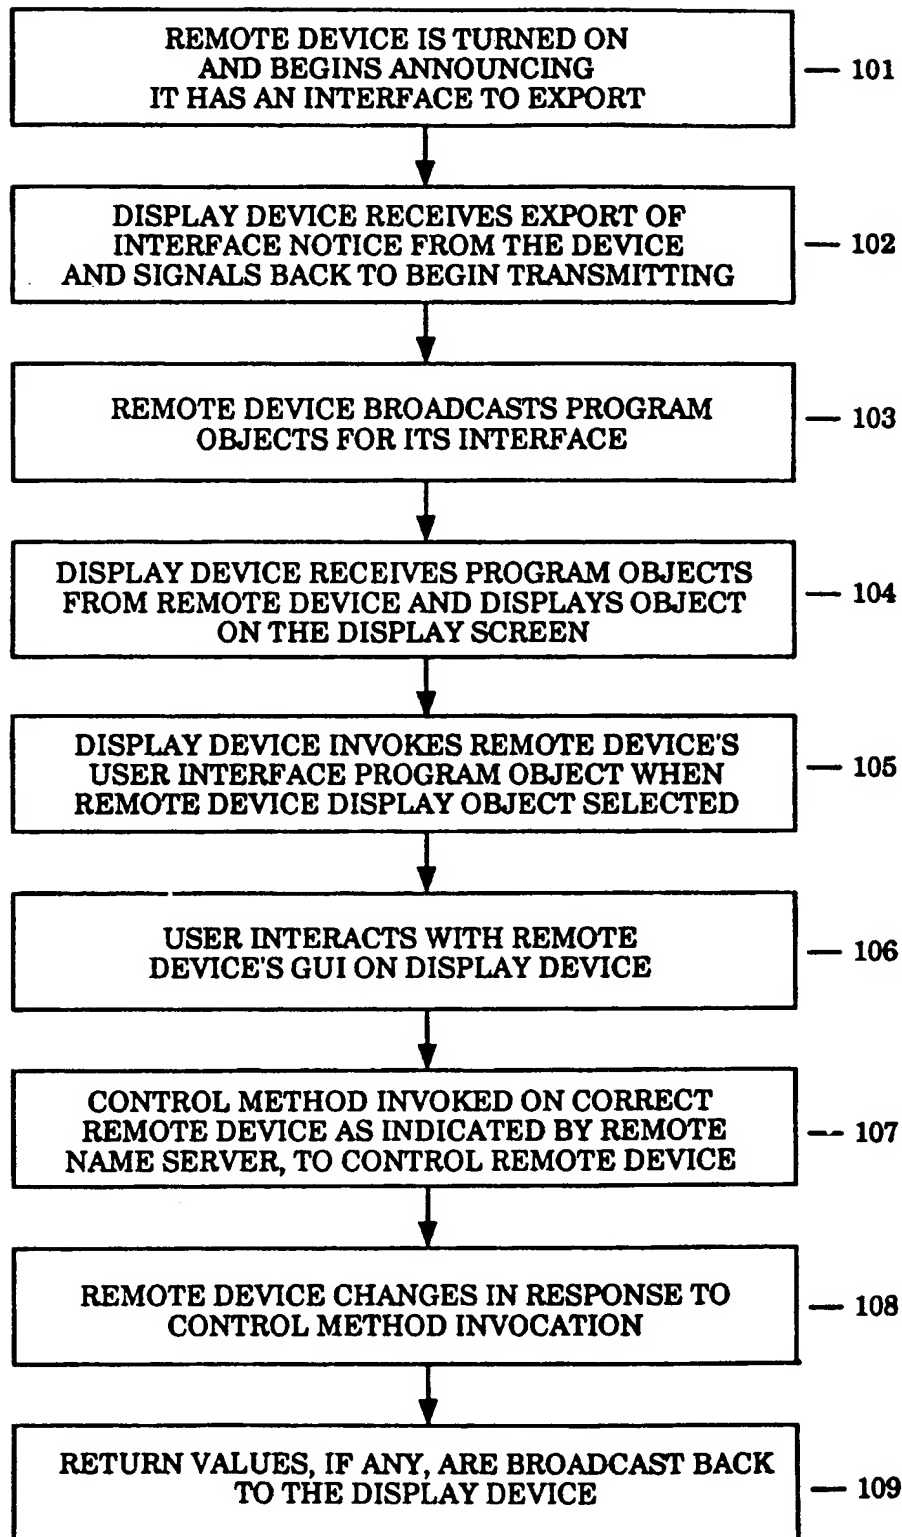 REMOTE DEVICE IS TURNED ON
AND BEGINS ANNOUNCING
IT HAS AN INTERFACE TO EXPORT
101
DISPLAY DEVICE RECEIVES EXPORT OF
INTERFACE NOTICE FROM THE DEVICE
AND SIGNALS BACK TO BEGIN TRANSMITTING
102
REMOTE DEVICE BROADCASTS PROGRAM
OBJECTS FOR ITS INTERFACE
103
DISPLAY DEVICE RECEIVES PROGRAM OBJECTS
FROM REMOTE DEVICE AND DISPLAYS OBJECT
ON THE DISPLAY SCREEN
104
DISPLAY DEVICE INVOKES REMOTE DEVICE'S
USER INTERFACE PROGRAM OBJECT WHEN
REMOTE DEVICE DISPLAY OBJECT SELECTED
105
USER INTERACTS WITH REMOTE
DEVICE'S GUI ON DISPLAY DEVICE
106
CONTROL METHOD INVOKED ON CORRECT
REMOTE DEVICE AS INDICATED BY REMOTE
NAME SERVER, TO CONTROL REMOTE DEVICE
107
REMOTE DEVICE CHANGES IN RESPONSE TO
CONTROL METHOD INVOCATION
108
RETURN VALUES, IF ANY, ARE BROADCAST BACK
TO THE DISPLAY DEVICE
109